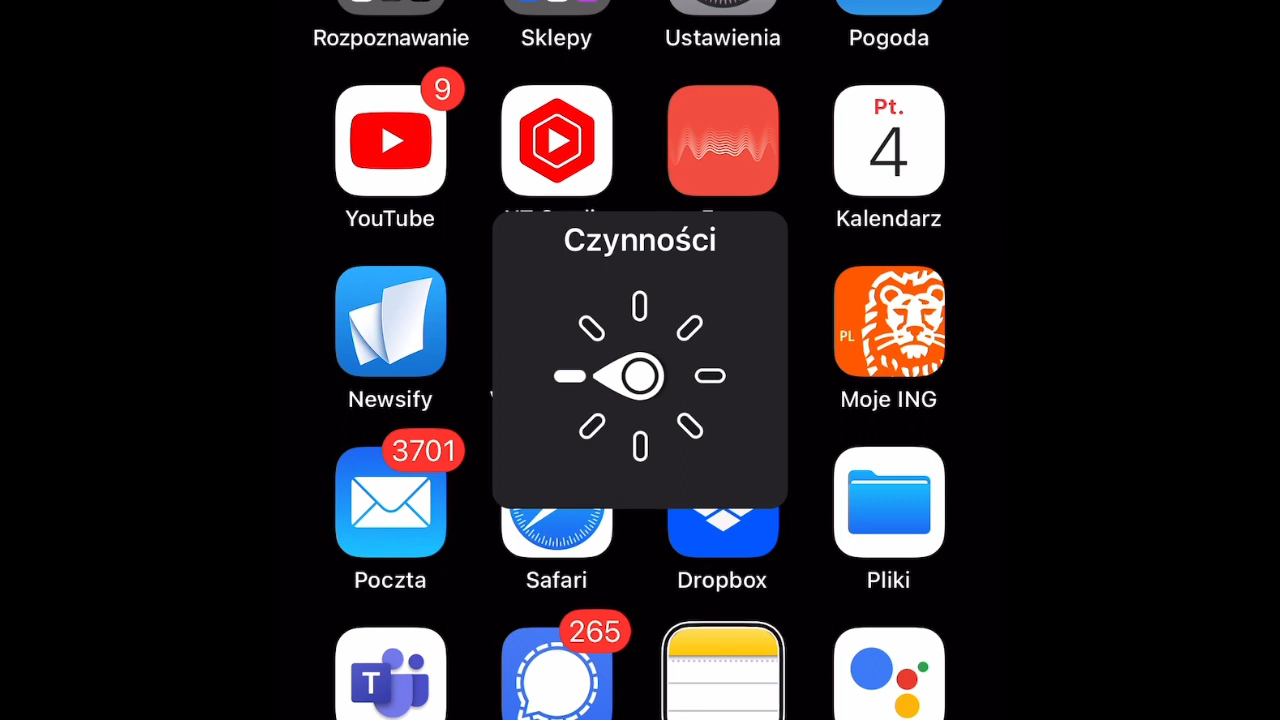 Rozpoznawanie Sklepy Ustawienia Pogoda
9
Pt.
4
YouTube Kalendarz
Czynności
PL
Newsify Moje ING
3701
Poczta Safari Dropbox Pliki
265
T